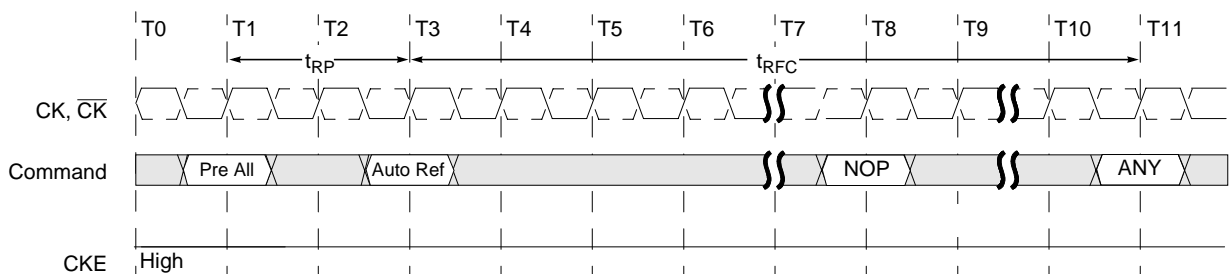 T0 T1 T2 T3 T4 T5 T6 T7 T8 T9 T10 T11
tRP tRFC
CK, C̅K̅
Command Pre All Auto Ref NOP ANY
CKE High